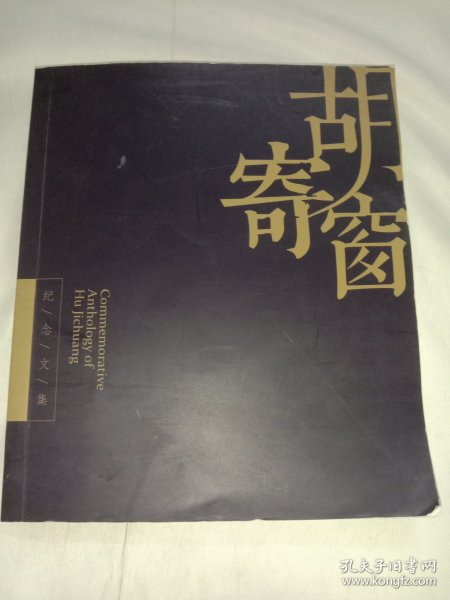 胡寄窗
Commemorative
Anthology of
Hu Jichuang
纪/念/文/集
孔夫子旧书网
www.kongfz.com